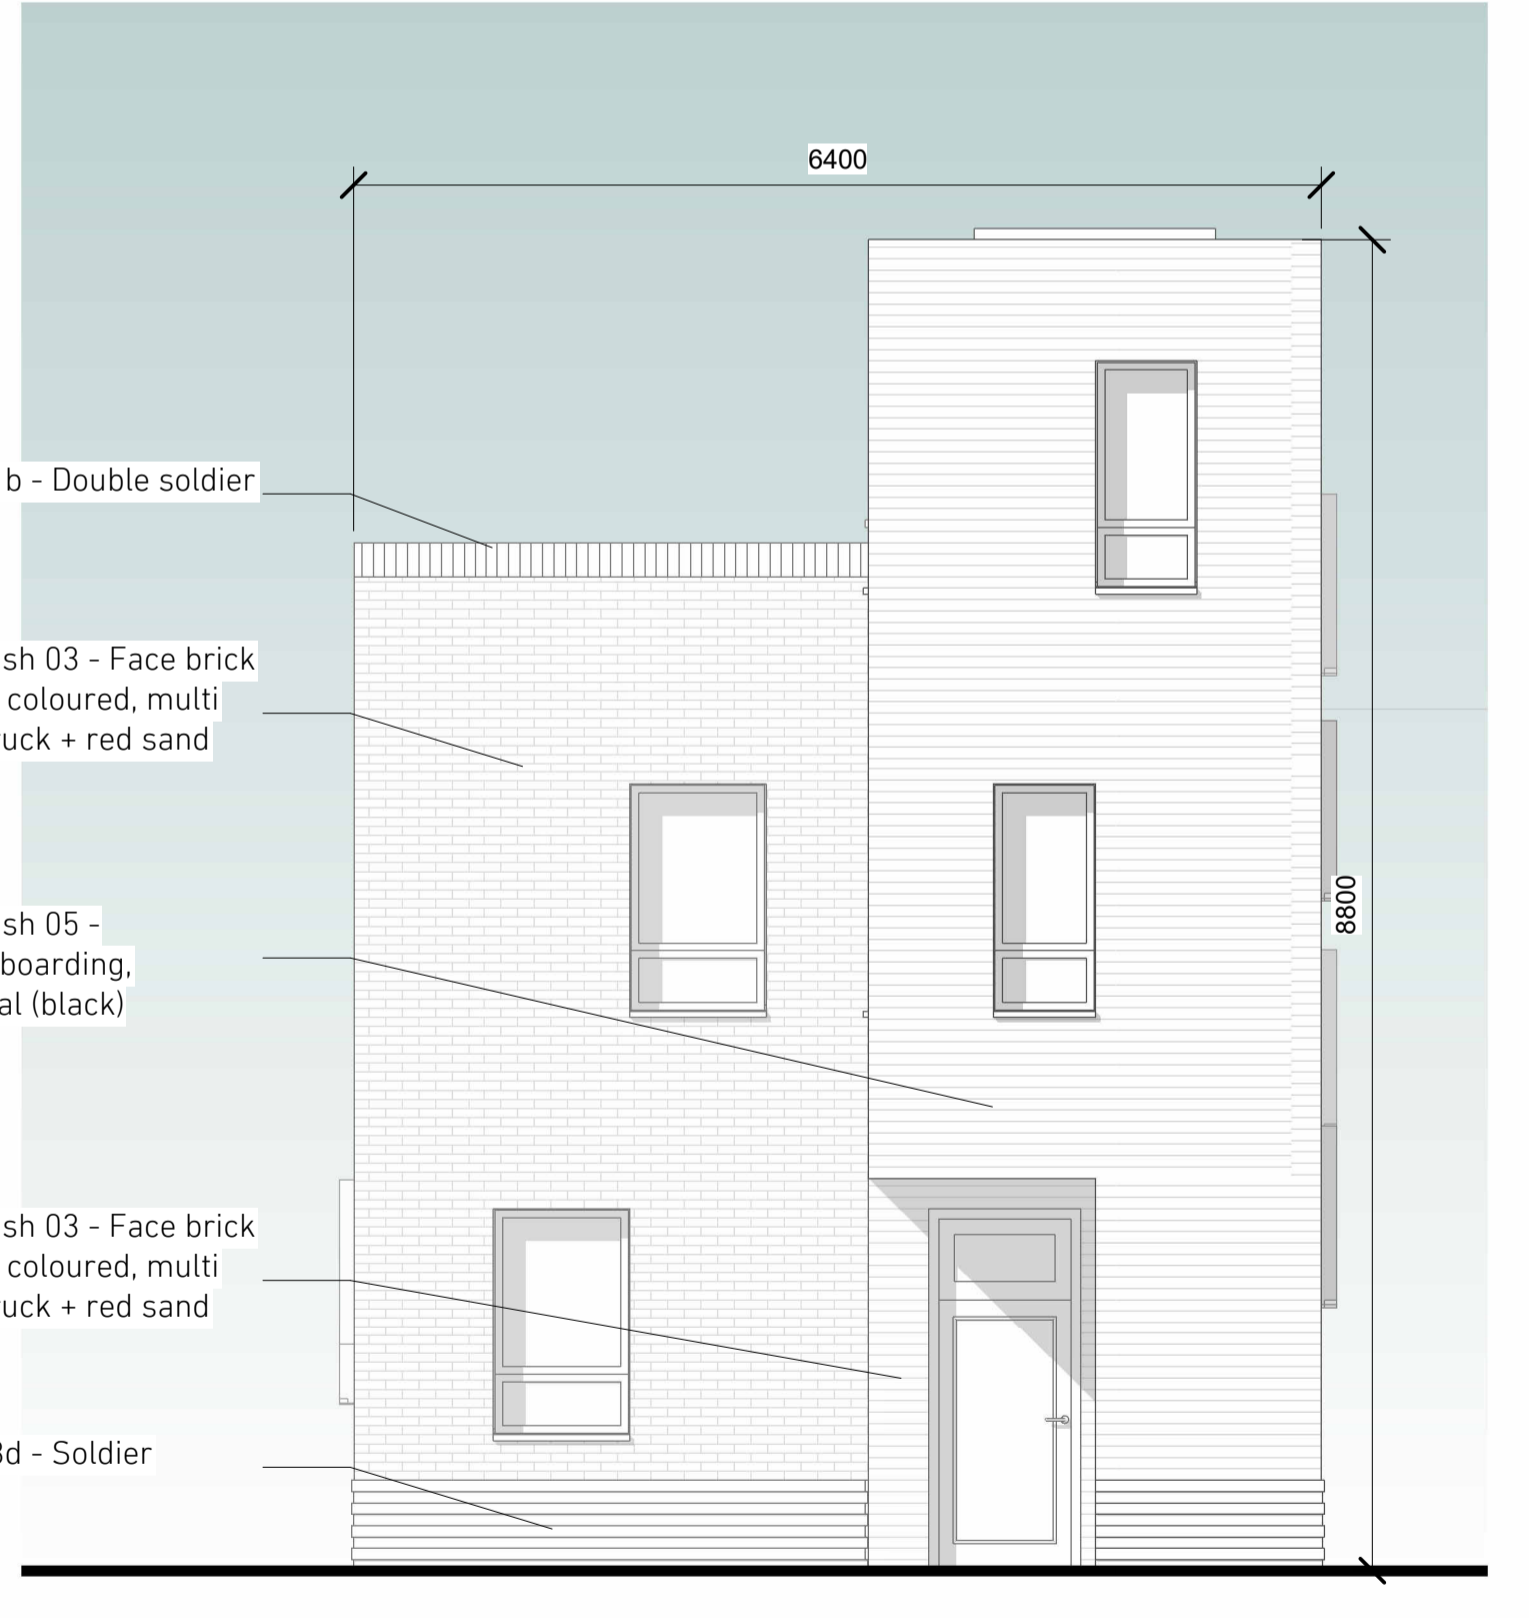 6400
b - Double soldier
sh 03 - Face brick
coloured, multi
uck + red sand
sh 05 -
boarding,
al (black)
8800
sh 03 - Face brick
coloured, multi
uck + red sand
3d - Soldier